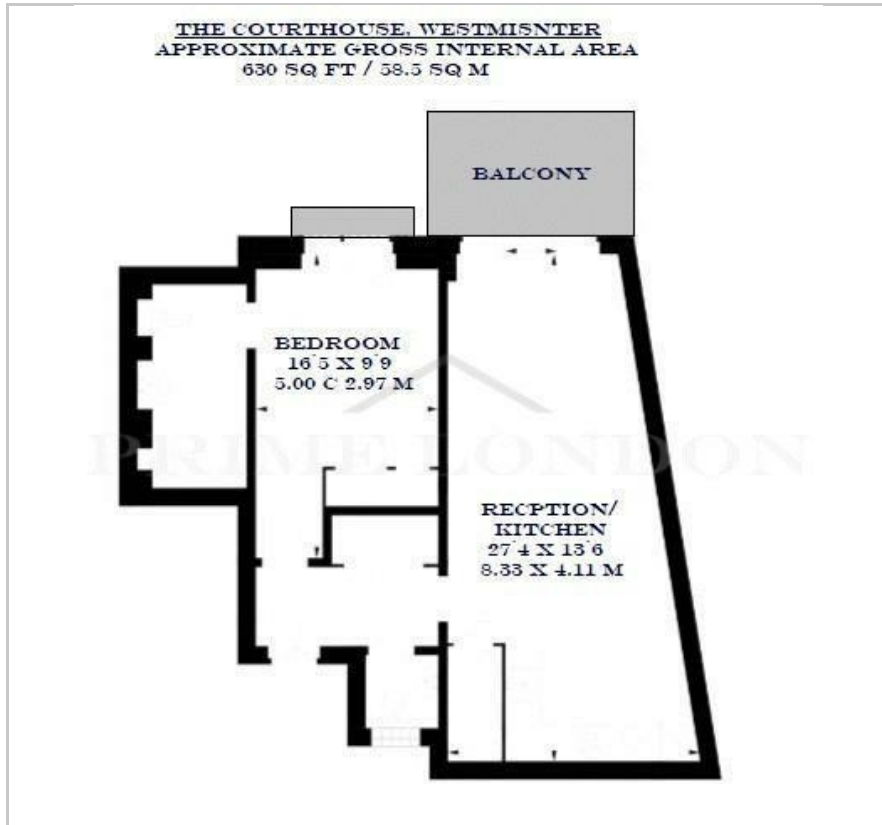 THE COURTHOUSE, WESTMISNTER
APPROXIMATE GROSS INTERNAL AREA
630 SQ FT / 58.5 SQ M
BALCONY
BEDROOM
16'5 X 9'9
5.00 C 2.97 M
PRIME LONDON
RECPTION/
KITCHEN
27'4 X 13'6
8.33 X 4.11 M